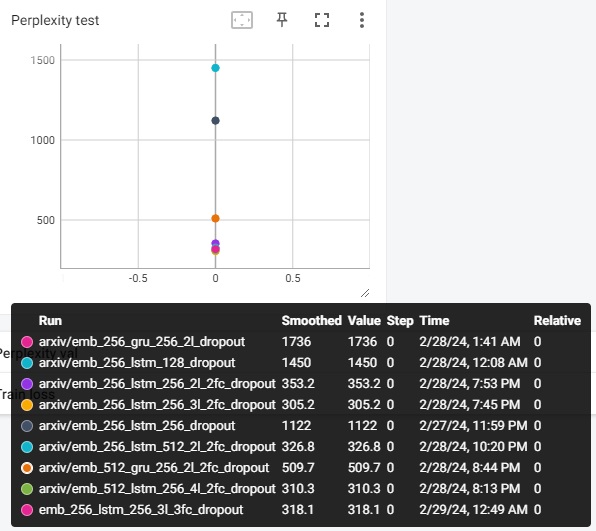 Perplexity test
1500
1000
500
-0.5 0 0.5
Run Smoothed Value Step Time Relative
arxiv/emb_256_gru_256_2l_dropout 1736 1736 0 2/28/24, 1:41 AM 0
arxiv/emb_256_lstm_128_dropout 1450 1450 0 2/28/24, 12:08 AM 0
arxiv/emb_256_lstm_256_2l_2fc_dropout 353.2 353.2 0 2/28/24, 7:53 PM 0
arxiv/emb_256_lstm_256_3l_2fc_dropout 305.2 305.2 0 2/28/24, 7:45 PM 0
arxiv/emb_256_lstm_256_dropout 1122 1122 0 2/27/24, 11:59 PM 0
arxiv/emb_256_lstm_512_2l_2fc_dropout 326.8 326.8 0 2/28/24, 10:20 PM 0
arxiv/emb_512_gru_256_2l_2fc_dropout 509.7 509.7 0 2/28/24, 8:44 PM 0
arxiv/emb_512_lstm_256_4l_2fc_dropout 310.3 310.3 0 2/28/24, 8:13 PM 0
emb_256_lstm_256_3l_3fc_dropout 318.1 318.1 0 2/29/24, 12:49 AM 0
Perplexity val
Train loss